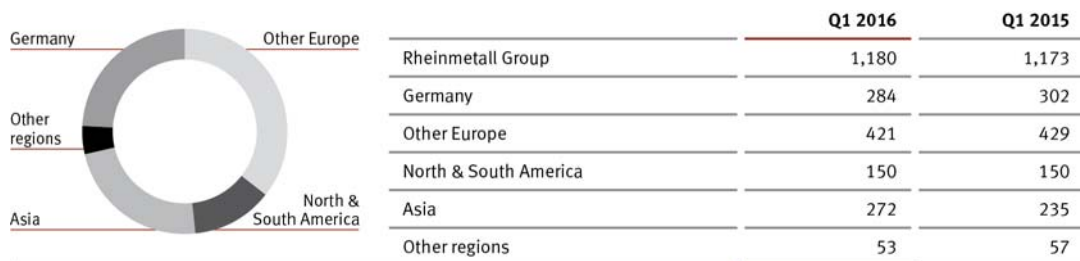 Germany
Other Europe
Other
regions
North &
South America
Asia
Q1 2016 Q1 2015
Rheinmetall Group 1,180 1,173
Germany 284 302
Other Europe 421 429
North & South America 150 150
Asia 272 235
Other regions 53 57